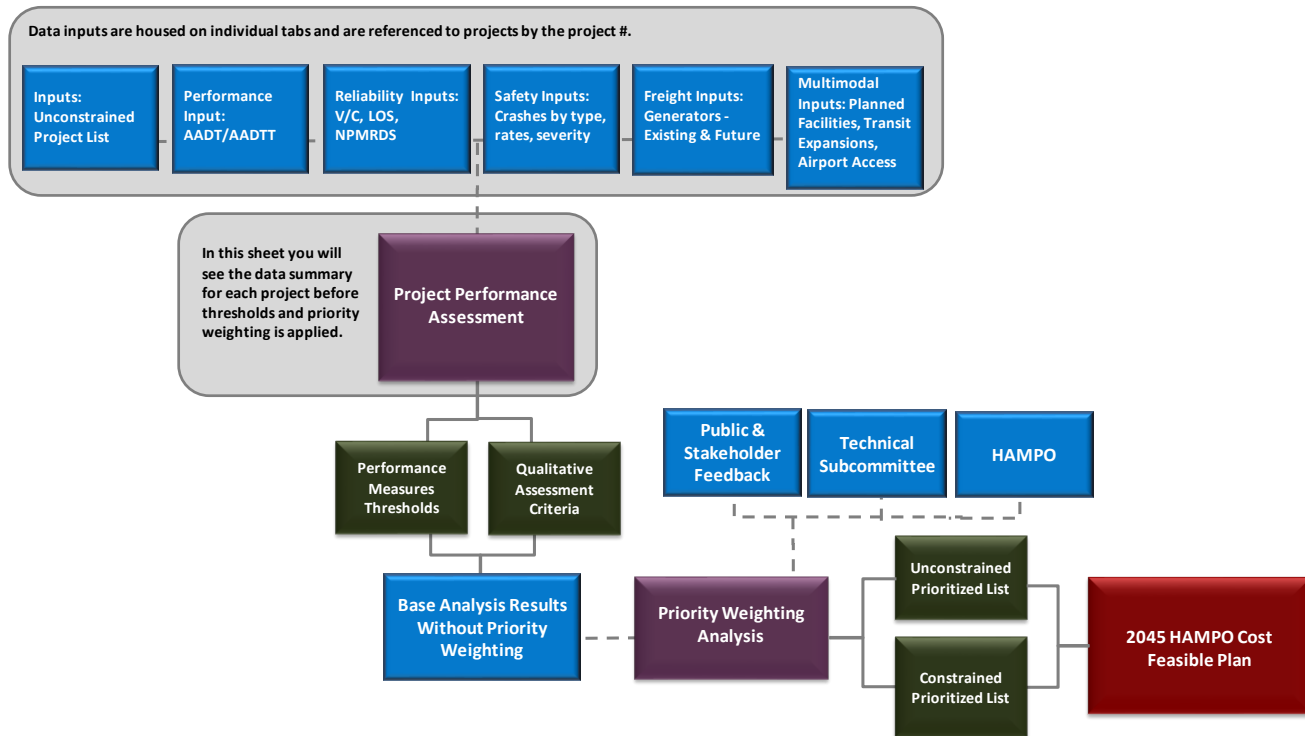 Data inputs are housed on individual tabs and are referenced to projects by the project #.
Inputs:
Unconstrained
Project List
Performance
Input:
AADT/AADTT
Reliability Inputs:
V/C, LOS,
NPMRDS
Safety Inputs:
Crashes by type,
rates, severity
Freight Inputs:
Generators -
Existing & Future
Multimodal
Inputs: Planned
Facilities, Transit
Expansions,
Airport Access
In this sheet you will
see the data summary
for each project before
thresholds and priority
weighting is applied.
Project Performance
Assessment
Performance
Measures
Thresholds
Qualitative
Assessment
Criteria
Public &
Stakeholder
Feedback
Technical
Subcommittee
HAMPO
Base Analysis Results
Without Priority
Weighting
Priority Weighting
Analysis
Unconstrained
Prioritized List
Constrained
Prioritized List
2045 HAMPO Cost
Feasible Plan